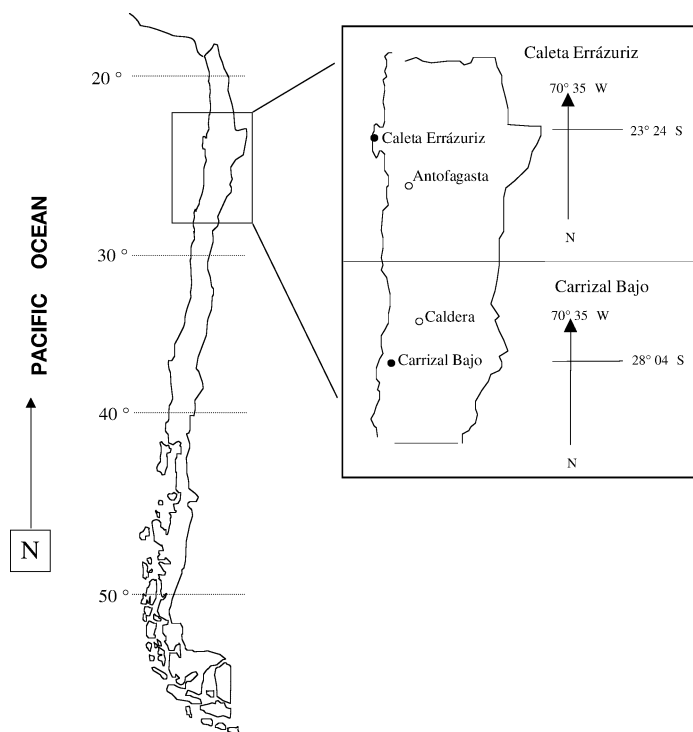 20 °
30 °
40 °
50 °
PACIFIC OCEAN
N
Caleta Errázuriz
70° 35 W
23° 24 S
N
Caleta Errázuriz
Antofagasta
Carrizal Bajo
70° 35 W
28° 04 S
N
Caldera
Carrizal Bajo